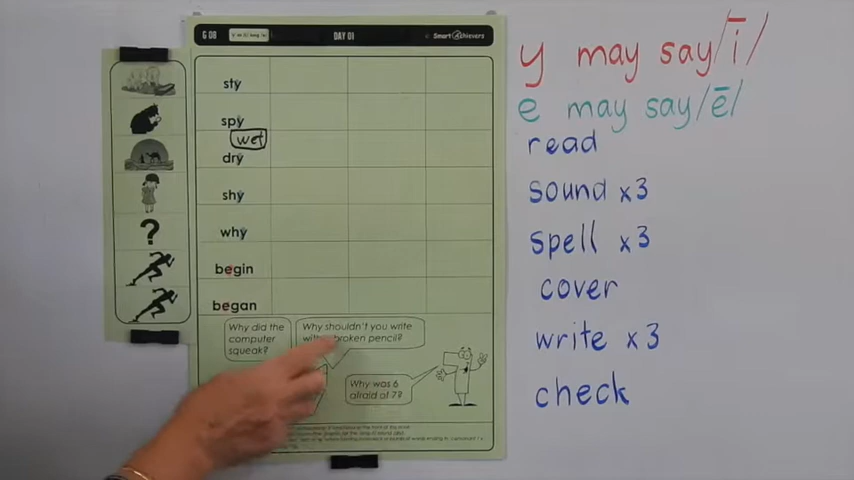 G 08
DAY 01
Smart Achievers
sty
spy
wet
dry
shy
why
?
begin
began
Why did the
computer
squeak?
Why shouldn't you write
broken pencil?
Why was 6
afraid of 7?
y may say /ī/
e may say /ē/
read
sound x3
spell x3
cover
write x3
check